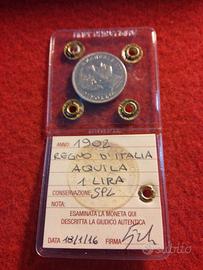 ANNO: 1902
REGNO D'ITALIA
AQUILA
1 LIRA
CONSERVAZIONE: SPL
NOTA:
ESAMINATA LA MONETA QUI
DESCRITTA LA GIUDICO AUTENTICA
DATA 18/1/16 FIRMA
subito